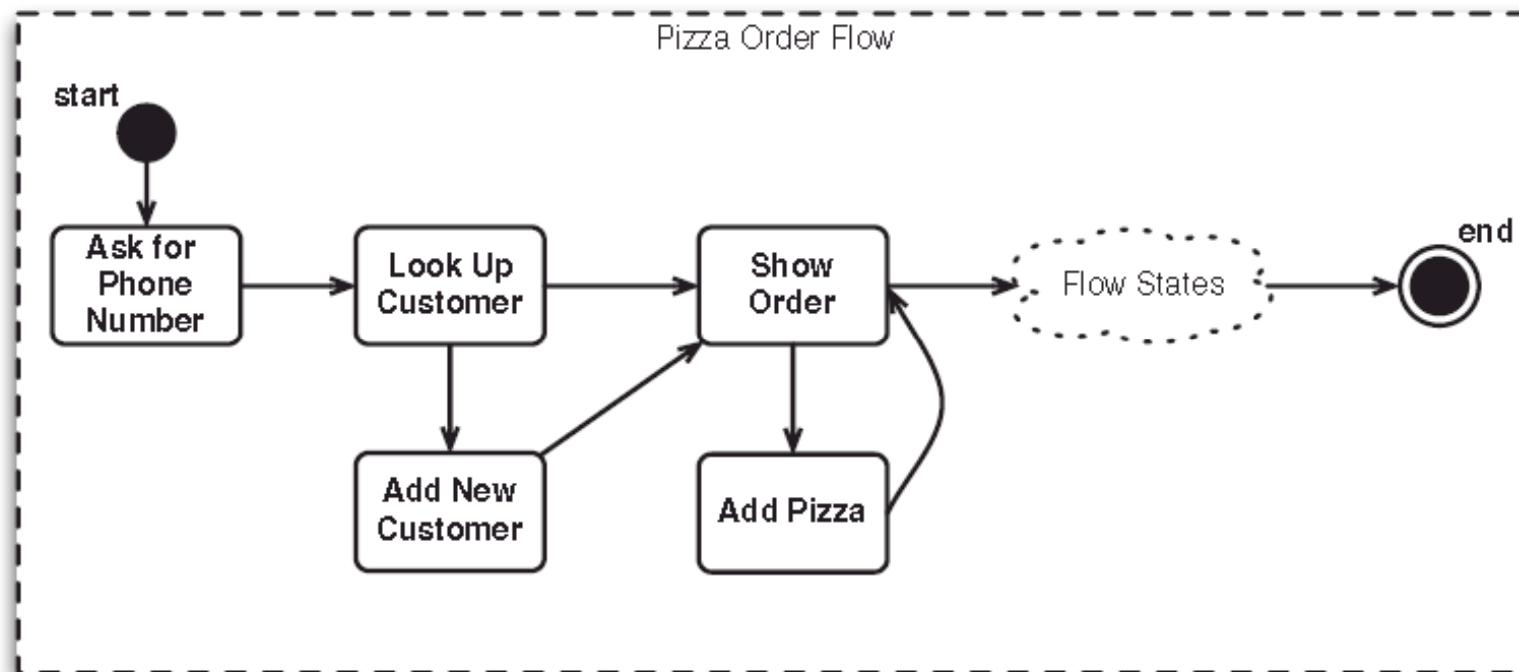 Pizza Order Flow
start
Ask for
Phone
Number
Look Up
Customer
Show
Order
Flow States
end
Add New
Customer
Add Pizza